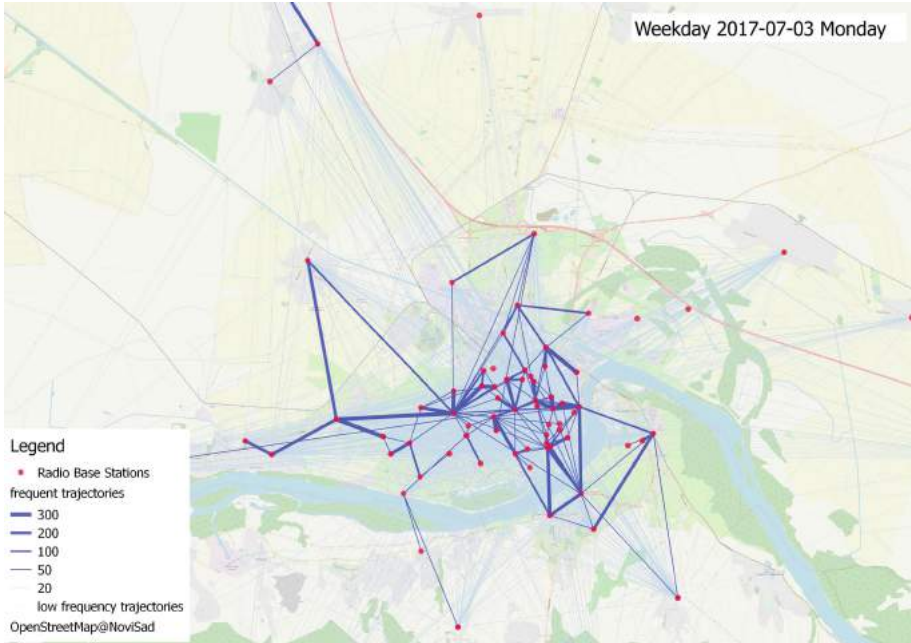 Weekday 2017-07-03 Monday
Legend
Radio Base Stations
frequent trajectories
300
200
100
50
20
low frequency trajectories
OpenStreetMap@NoviSad